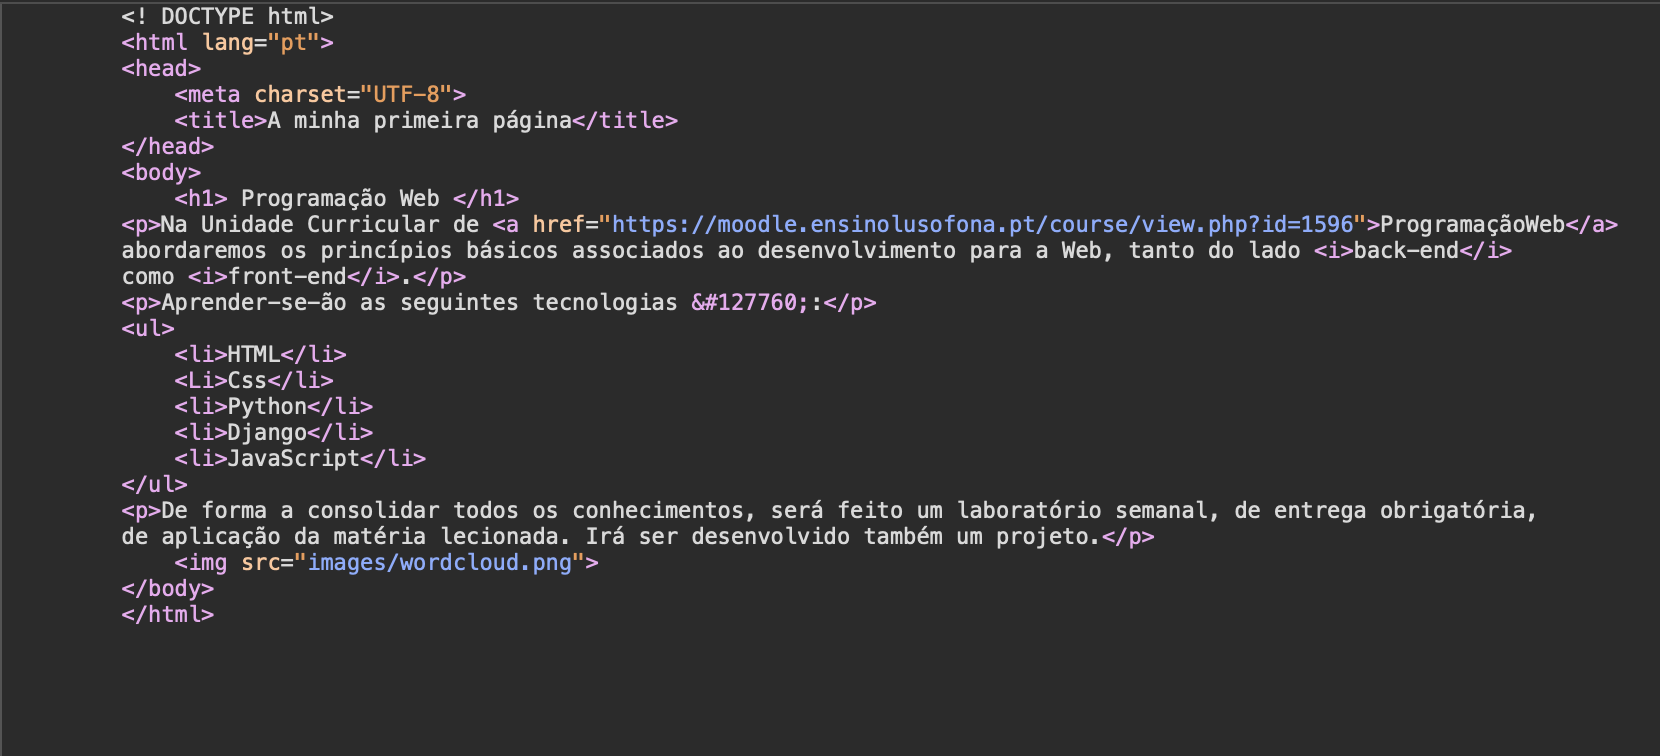 <! DOCTYPE html>
<html lang="pt">
<head>
    <meta charset="UTF-8">
    <title>A minha primeira página</title>
</head>
<body>
    <h1> Programação Web </h1>
<p>Na Unidade Curricular de <a href="https://moodle.ensinolusofona.pt/course/view.php?id=1596">ProgramaçãoWeb</a>
abordaremos os princípios básicos associados ao desenvolvimento para a Web, tanto do lado <i>back-end</i>
como <i>front-end</i>.</p>
<p>Aprender-se-ão as seguintes tecnologias &#127760;:</p>
<ul>
    <li>HTML</li>
    <Li>Css</li>
    <li>Python</li>
    <li>Django</li>
    <li>JavaScript</li>
</ul>
<p>De forma a consolidar todos os conhecimentos, será feito um laboratório semanal, de entrega obrigatória,
de aplicação da matéria lecionada. Irá ser desenvolvido também um projeto.</p>
    <img src="images/wordcloud.png">
</body>
</html>